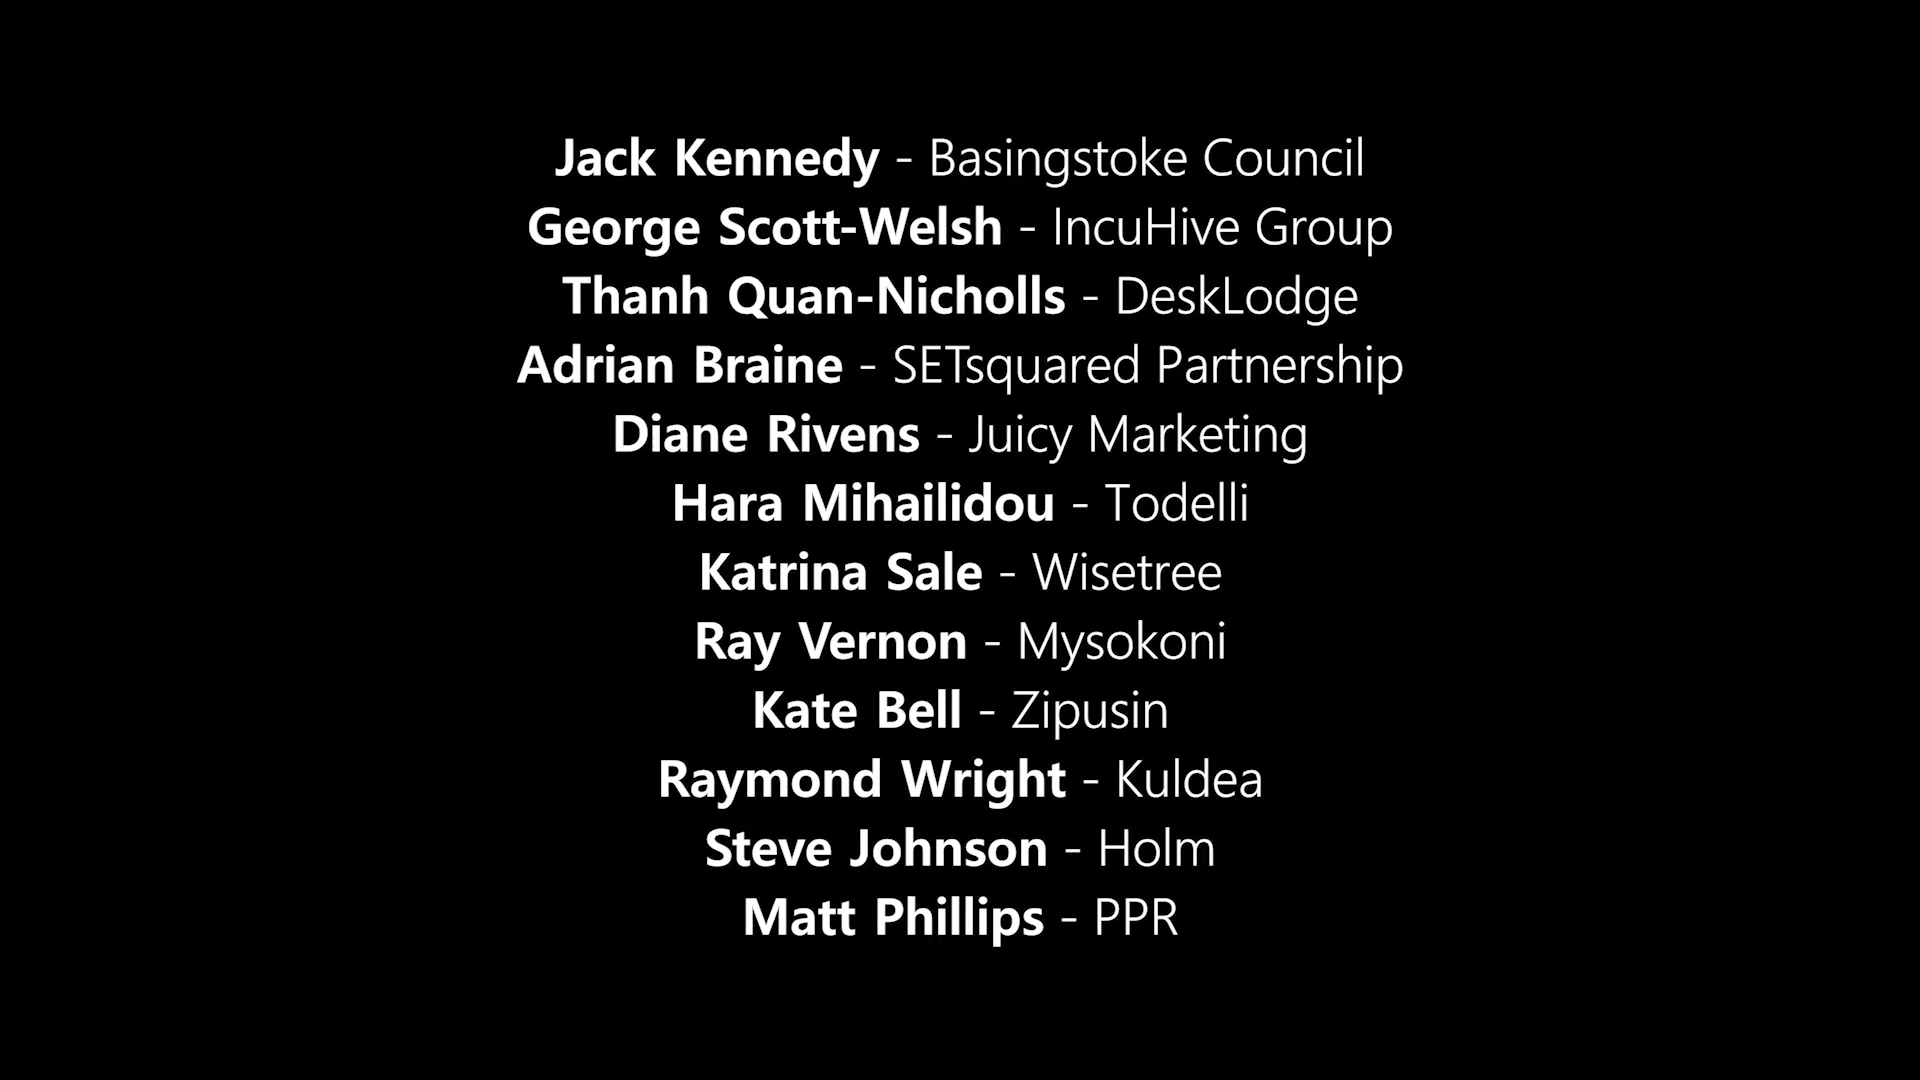 Jack Kennedy - Basingstoke Council
George Scott-Welsh - IncuHive Group
Thanh Quan-Nicholls - DeskLodge
Adrian Braine - SETsquared Partnership
Diane Rivens - Juicy Marketing
Hara Mihailidou - Todelli
Katrina Sale - Wisetree
Ray Vernon - Mysokoni
Kate Bell - Zipusin
Raymond Wright - Kuldea
Steve Johnson - Holm
Matt Phillips - PPR